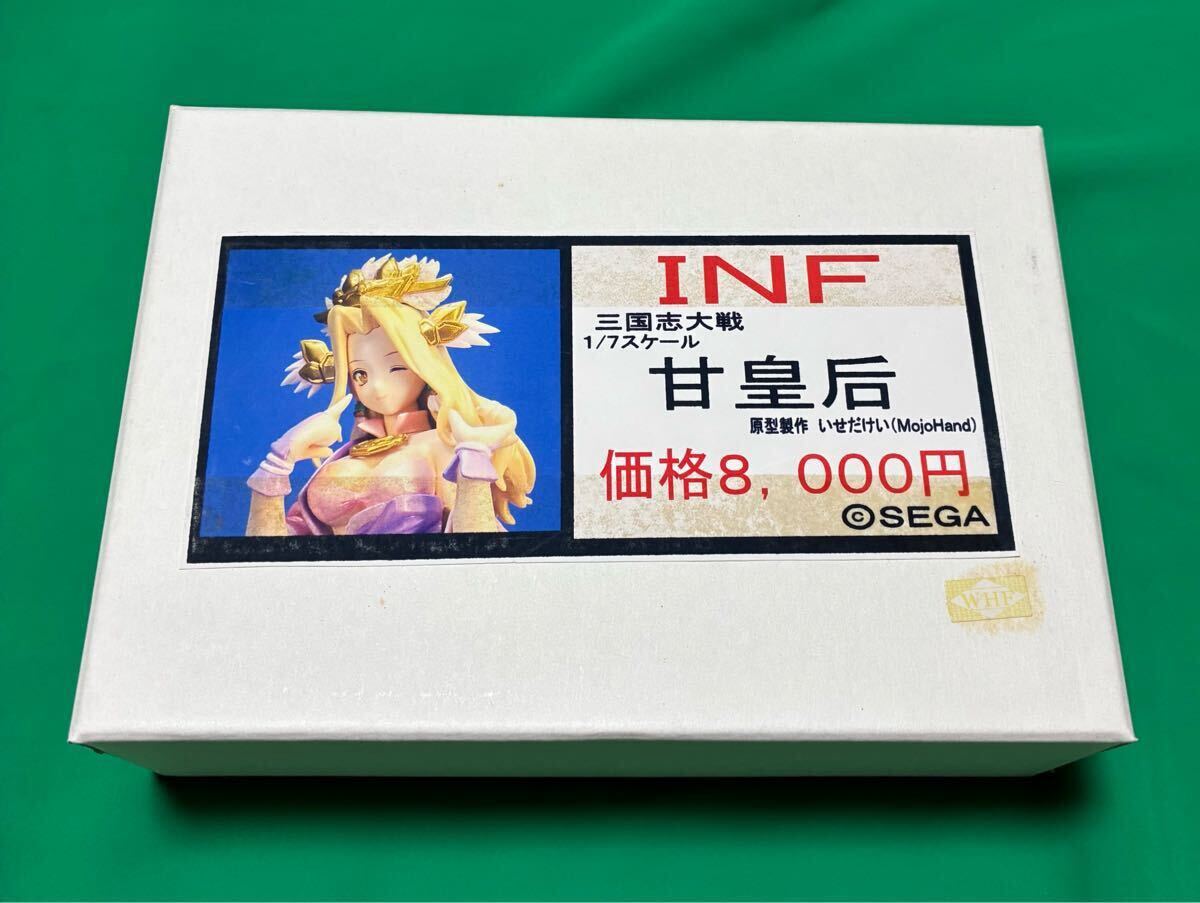 INF
三国志大戦
1/7スケール
甘皇后
原型製作 いせだけい(MojoHand)
価格8,000円
©SEGA
WHF